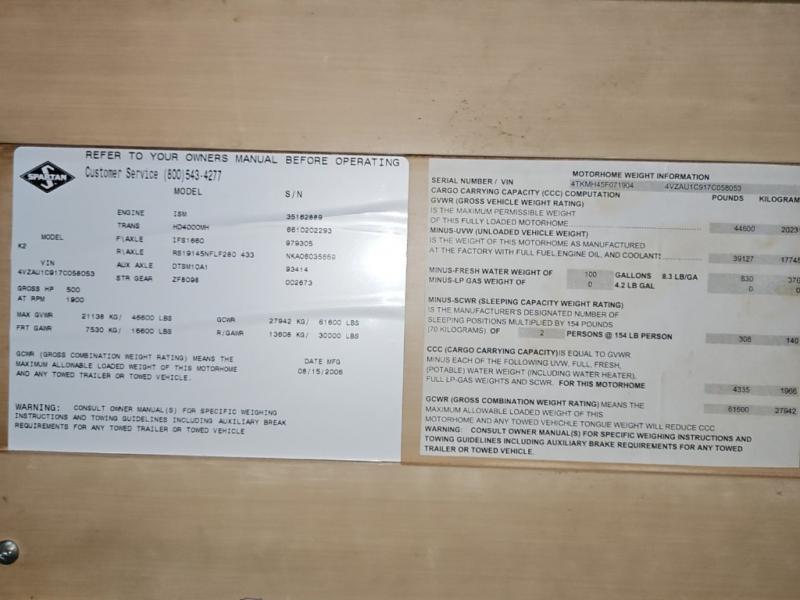 SPARTAN
REFER TO YOUR OWNERS MANUAL BEFORE OPERATING
Customer Service (800)543-4277
MODEL S/N
ENGINE ISM 35182889
TRANS HD4000MH 6610202293
MODEL F\AXLE IFS1660 979305
K2 R\AXLE RS19145NFLF260 433 NKA06035659
VIN AUX AXLE DTSM10A1 93414
4VZAU1C917C058053 STR GEAR ZF8098 002673
GROSS HP 500
AT RPM 1900
MAX GVWR 21138 KG/ 46600 LBS GCWR 27942 KG/ 61600 LBS
FRT GAWR 7530 KG/ 16600 LBS R/GAWR 13608 KG/ 30000 LBS
GCWR (GROSS COMBINATION WEIGHT RATING) MEANS THE DATE MFG
MAXIMUM ALLOWABLE LOADED WEIGHT OF THIS MOTORHOME 08/15/2006
AND ANY TOWED TRAILER OR TOWED VEHICLE.
WARNING: CONSULT OWNER MANUAL(S) FOR SPECIFIC WEIGHING
INSTRUCTIONS AND TOWING GUIDELINES INCLUDING AUXILIARY BREAK
REQUIREMENTS FOR ANY TOWED TRAILER OR TOWED VEHICLE
MOTORHOME WEIGHT INFORMATION
SERIAL NUMBER / VIN 4TKMH45F071904 4VZAU1C917C058053
CARGO CARRYING CAPACITY (CCC) COMPUTATION POUNDS KILOGRAM
GVWR (GROSS VEHICLE WEIGHT RATING)
IS THE MAXIMUM PERMISSIBLE WEIGHT
OF THIS FULLY LOADED MOTORHOME 44600 2023
MINUS-UVW (UNLOADED VEHICLE WEIGHT)
IS THE WEIGHT OF THIS MOTORHOME AS MANUFACTURED
AT THE FACTORY WITH FULL FUEL,ENGINE OIL, AND COOLANTS 39127 17745
MINUS-FRESH WATER WEIGHT OF 100 GALLONS 8.3 LB/GA 830 376
MINUS-LP GAS WEIGHT OF 0 4.2 LB GAL 0 0
MINUS-SCWR (SLEEPING CAPACITY WEIGHT RATING)
IS THE MANUFACTURER'S DESIGNATED NUMBER OF
SLEEPING POSITIONS MULTIPLIED BY 154 POUNDS
(70 KILOGRAMS) OF 2 PERSONS @ 154 LB PERSON 308 140
CCC (CARGO CARRYING CAPACITY)IS EQUAL TO GVWR
MINUS EACH OF THE FOLLOWING UVW, FULL, FRESH,
(POTABLE) WATER WEIGHT (INCLUDING WATER HEATER),
FULL LP-GAS WEIGHTS AND SCWR. FOR THIS MOTORHOME 4335 1966
GCWR (GROSS COMBINATION WEIGHT RATING) MEANS THE
MAXIMUM ALLOWABLE LOADED WEIGHT OF THIS 61600 27942
MOTORHOME AND ANY TOWED VEHICHLE TONGUE WEIGHT WILL REDUCE CCC
WARNING: CONSULT OWNER MANUAL(S) FOR SPECIFIC WEIGHING INSTRUCTIONS AND
TOWING GUIDELINES INCLUDING AUXILIARY BRAKE REQUIREMENTS FOR ANY TOWED
TRAILER OR TOWED VEHICLE.